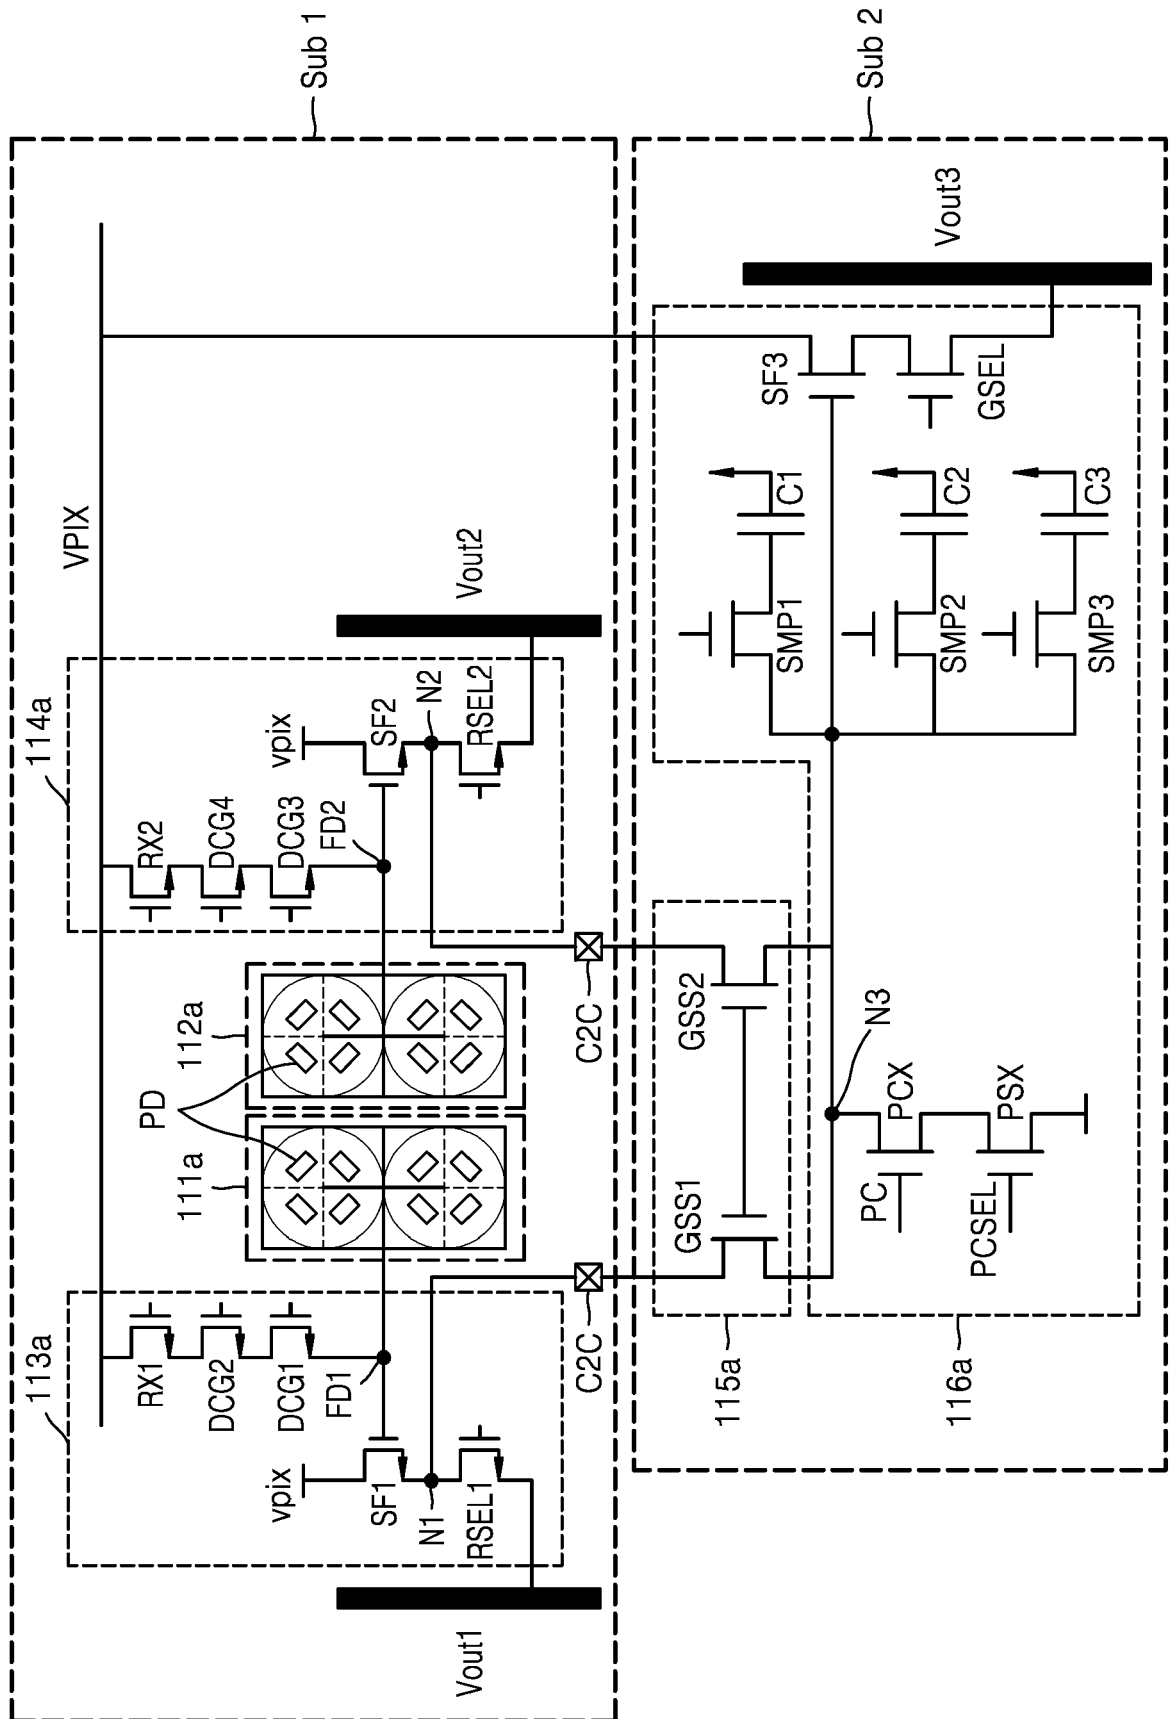 Sub 1
VPIX
113a
RX1
DCG2
DCG1
FD1
vpix
SF1
N1
RSEL1
Vout1
111a
PD
112a
114a
RX2
DCG4
DCG3
FD2
vpix
SF2
N2
RSEL2
Vout2
C2C
C2C
Sub 2
115a
GSS1
GSS2
116a
N3
PC
PCX
PCSEL
PSX
SMP1
C1
SMP2
C2
SMP3
C3
SF3
GSEL
Vout3